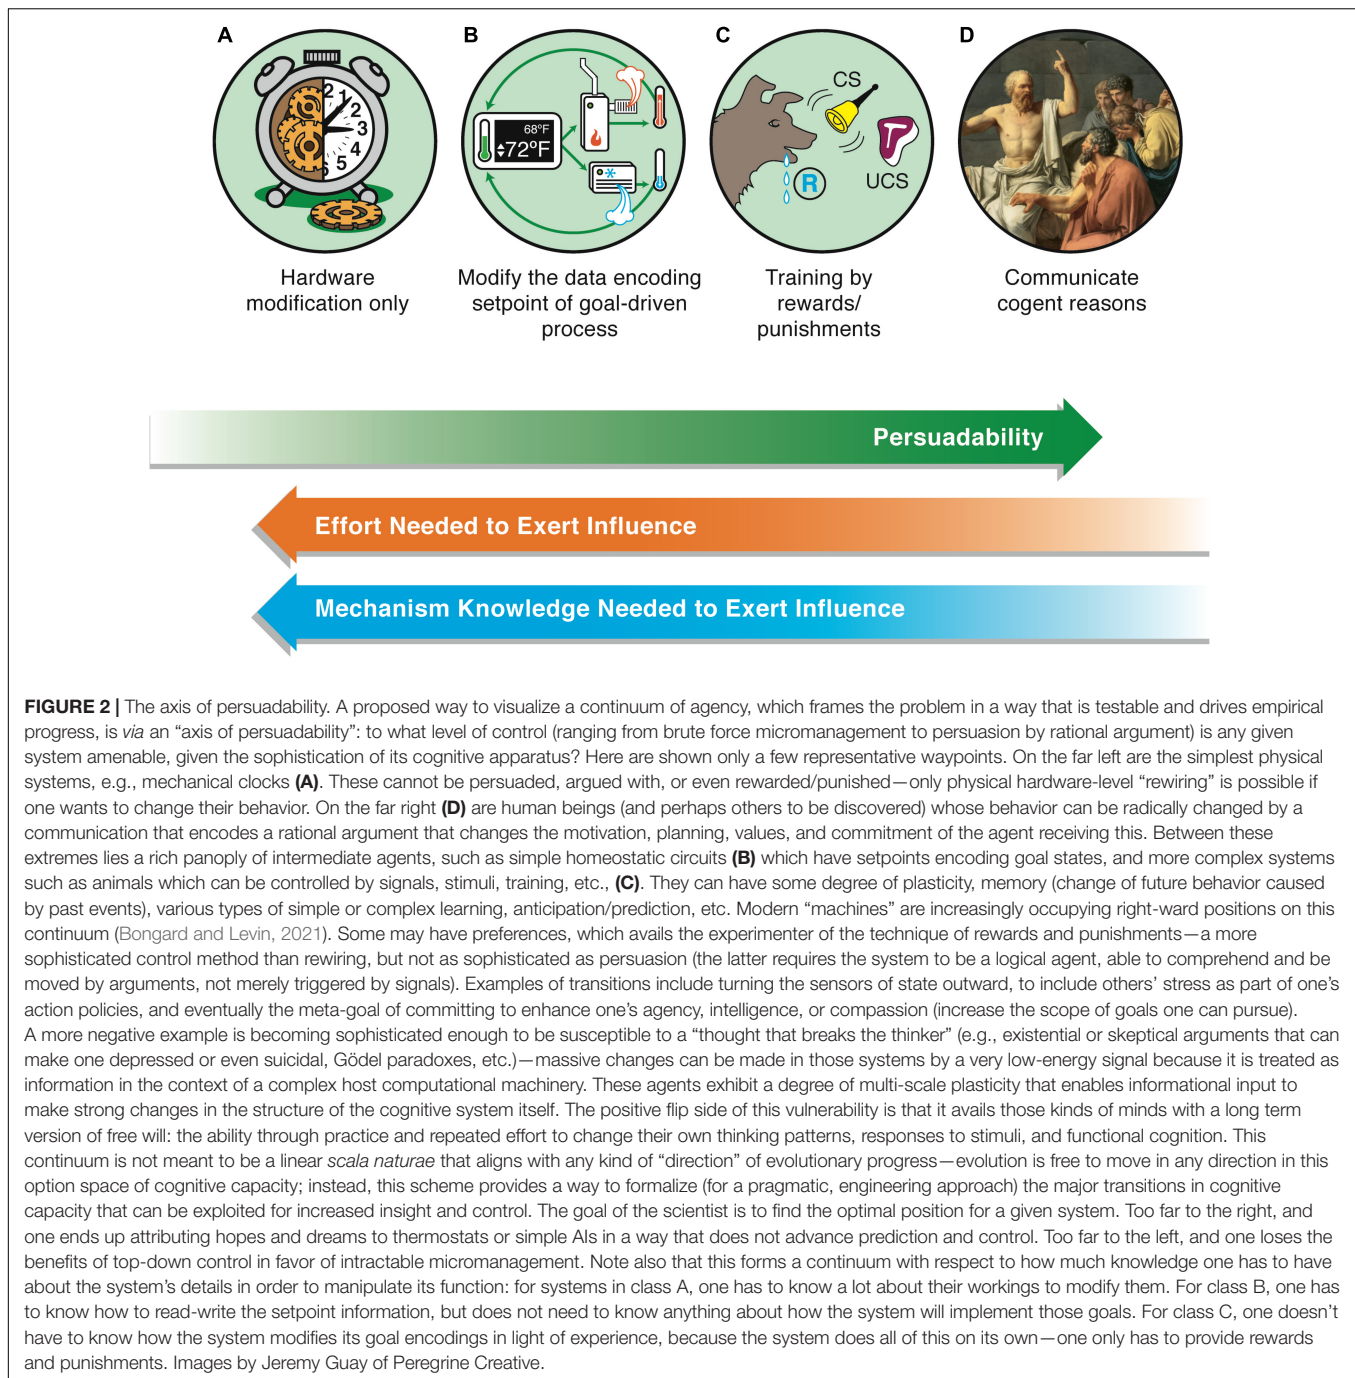 A
B
C
D
2
1
2
3
4
5
6
68°F
72°F
CS
UCS
R
Hardware
modification only
Modify the data encoding
setpoint of goal-driven
process
Training by
rewards/
punishments
Communicate
cogent reasons
Persuadability
Effort Needed to Exert Influence
Mechanism Knowledge Needed to Exert Influence
FIGURE 2 | The axis of persuadability. A proposed way to visualize a continuum of agency, which frames the problem in a way that is testable and drives empirical
progress, is via an “axis of persuadability”: to what level of control (ranging from brute force micromanagement to persuasion by rational argument) is any given
system amenable, given the sophistication of its cognitive apparatus? Here are shown only a few representative waypoints. On the far left are the simplest physical
systems, e.g., mechanical clocks (A). These cannot be persuaded, argued with, or even rewarded/punished—only physical hardware-level “rewiring” is possible if
one wants to change their behavior. On the far right (D) are human beings (and perhaps others to be discovered) whose behavior can be radically changed by a
communication that encodes a rational argument that changes the motivation, planning, values, and commitment of the agent receiving this. Between these
extremes lies a rich panoply of intermediate agents, such as simple homeostatic circuits (B) which have setpoints encoding goal states, and more complex systems
such as animals which can be controlled by signals, stimuli, training, etc., (C). They can have some degree of plasticity, memory (change of future behavior caused
by past events), various types of simple or complex learning, anticipation/prediction, etc. Modern “machines” are increasingly occupying right-ward positions on this
continuum (Bongard and Levin, 2021). Some may have preferences, which avails the experimenter of the technique of rewards and punishments—a more
sophisticated control method than rewiring, but not as sophisticated as persuasion (the latter requires the system to be a logical agent, able to comprehend and be
moved by arguments, not merely triggered by signals). Examples of transitions include turning the sensors of state outward, to include others’ stress as part of one’s
action policies, and eventually the meta-goal of committing to enhance one’s agency, intelligence, or compassion (increase the scope of goals one can pursue).
A more negative example is becoming sophisticated enough to be susceptible to a “thought that breaks the thinker” (e.g., existential or skeptical arguments that can
make one depressed or even suicidal, Gödel paradoxes, etc.)—massive changes can be made in those systems by a very low-energy signal because it is treated as
information in the context of a complex host computational machinery. These agents exhibit a degree of multi-scale plasticity that enables informational input to
make strong changes in the structure of the cognitive system itself. The positive flip side of this vulnerability is that it avails those kinds of minds with a long term
version of free will: the ability through practice and repeated effort to change their own thinking patterns, responses to stimuli, and functional cognition. This
continuum is not meant to be a linear scala naturae that aligns with any kind of “direction” of evolutionary progress—evolution is free to move in any direction in this
option space of cognitive capacity; instead, this scheme provides a way to formalize (for a pragmatic, engineering approach) the major transitions in cognitive
capacity that can be exploited for increased insight and control. The goal of the scientist is to find the optimal position for a given system. Too far to the right, and
one ends up attributing hopes and dreams to thermostats or simple AIs in a way that does not advance prediction and control. Too far to the left, and one loses the
benefits of top-down control in favor of intractable micromanagement. Note also that this forms a continuum with respect to how much knowledge one has to have
about the system’s details in order to manipulate its function: for systems in class A, one has to know a lot about their workings to modify them. For class B, one has
to know how to read-write the setpoint information, but does not need to know anything about how the system will implement those goals. For class C, one doesn’t
have to know how the system modifies its goal encodings in light of experience, because the system does all of this on its own—one only has to provide rewards
and punishments. Images by Jeremy Guay of Peregrine Creative.